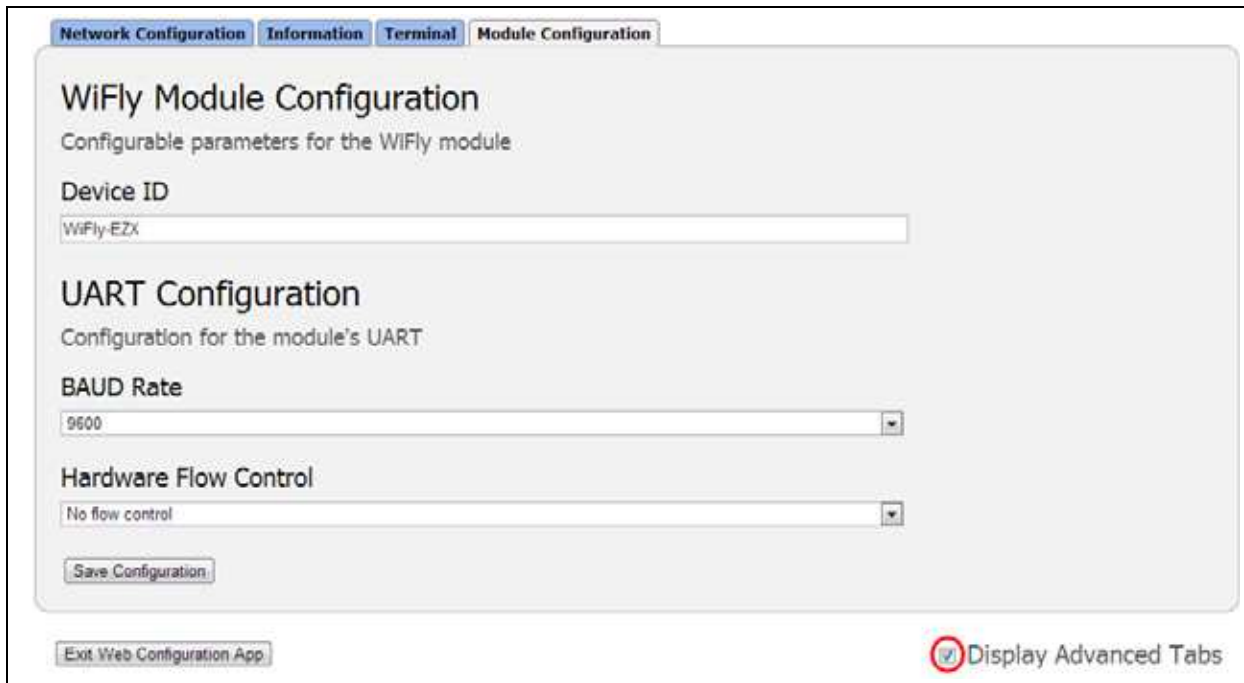 Network Configuration Information Terminal Module Configuration
WiFly Module Configuration
Configurable parameters for the WiFly module
Device ID
WiFly-EZX
UART Configuration
Configuration for the module's UART
BAUD Rate
9600
Hardware Flow Control
No flow control
Save Configuration
Exit Web Configuration App Display Advanced Tabs